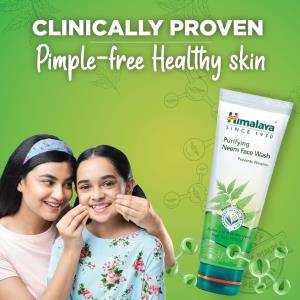 CLINICALLY PROVEN
Pimple-free Healthy skin
Himalaya
SINCE 1930
Purifying
Neem Face Wash
Prevents Pimples